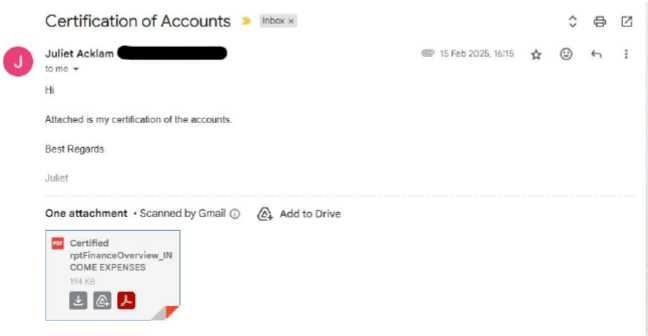 Certification of Accounts Inbox ×
J
Juliet Acklam
15 Feb 2025, 16:15
to me
Hi
Attached is my certification of the accounts.
Best Regards
Juliet
One attachment • Scanned by Gmail Add to Drive
PDF
Certified
rptFinanceOverview_IN
COME EXPENSES
194 KB